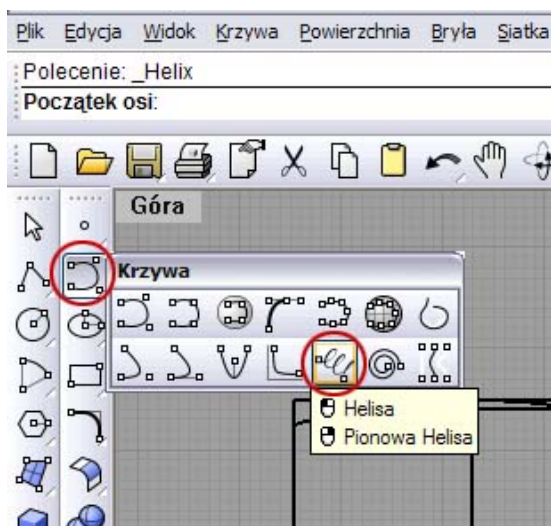 Plik Edycja Widok Krzywa Powierzchnia Bryła Siatka
Polecenie: _Helix
Początek osi:
Góra
Krzywa
Helisa
Pionowa Helisa